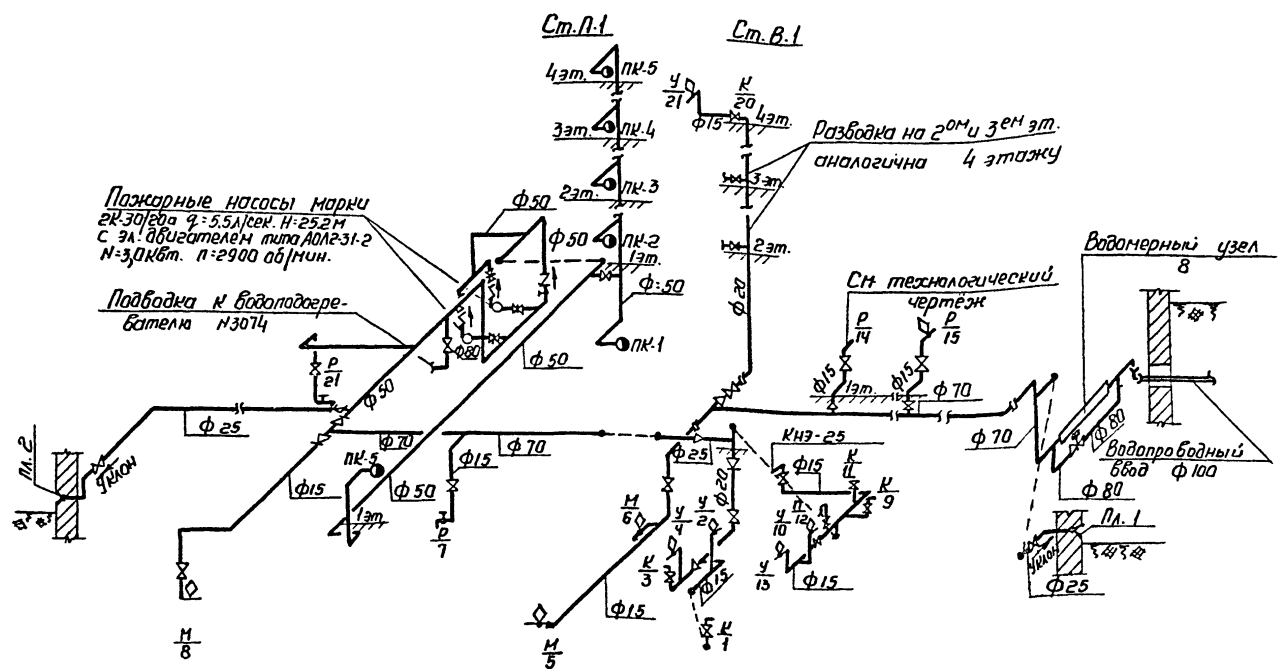 Ст.П.1
Ст.В.1
4эт.
ПК-5
3эт.
ПК-4
2эт.
ПК-3
ПК-2
1эт.
Ф=50
ПК-1
У
21
К
20
Ф15
4эт.
3эт.
2эт.
Ф20
Разводка на 2ом и 3ем эт.
аналогична 4 этажу
Пожарные насосы марки
2К-30/20а q=5.5л/сек. Н=25.2м
с эл. двигателем типа АОЛ2-31-2
N=3,0квт. n=2900 об/мин.
Подводка к водоподогре-
вателю N3074
Ф50
Ф50
Ф80
Ф50
Ф50
Р
21
Ф25
Пл. 2
Уклон
Ф15
М
8
Ф70
ПК-5
1эт.
Ф50
Ф15
Ф70
Р
7
Ф25
Ф20
М
6
У
4
У
2
К
3
Ф15
Ф15
М
5
К
1
КНЭ-25
Ф15
К
11
К
9
У
10
П
12
У
13
Ф15
См технологический
чертёж
Р
14
Р
15
Ф15
Ф15
1эт.
Ф70
Водомерный узел
8
Ф70
Ф80
Водопроводный
ввод Ф100
Ф80
Пл. 1
Уклон
Ф25